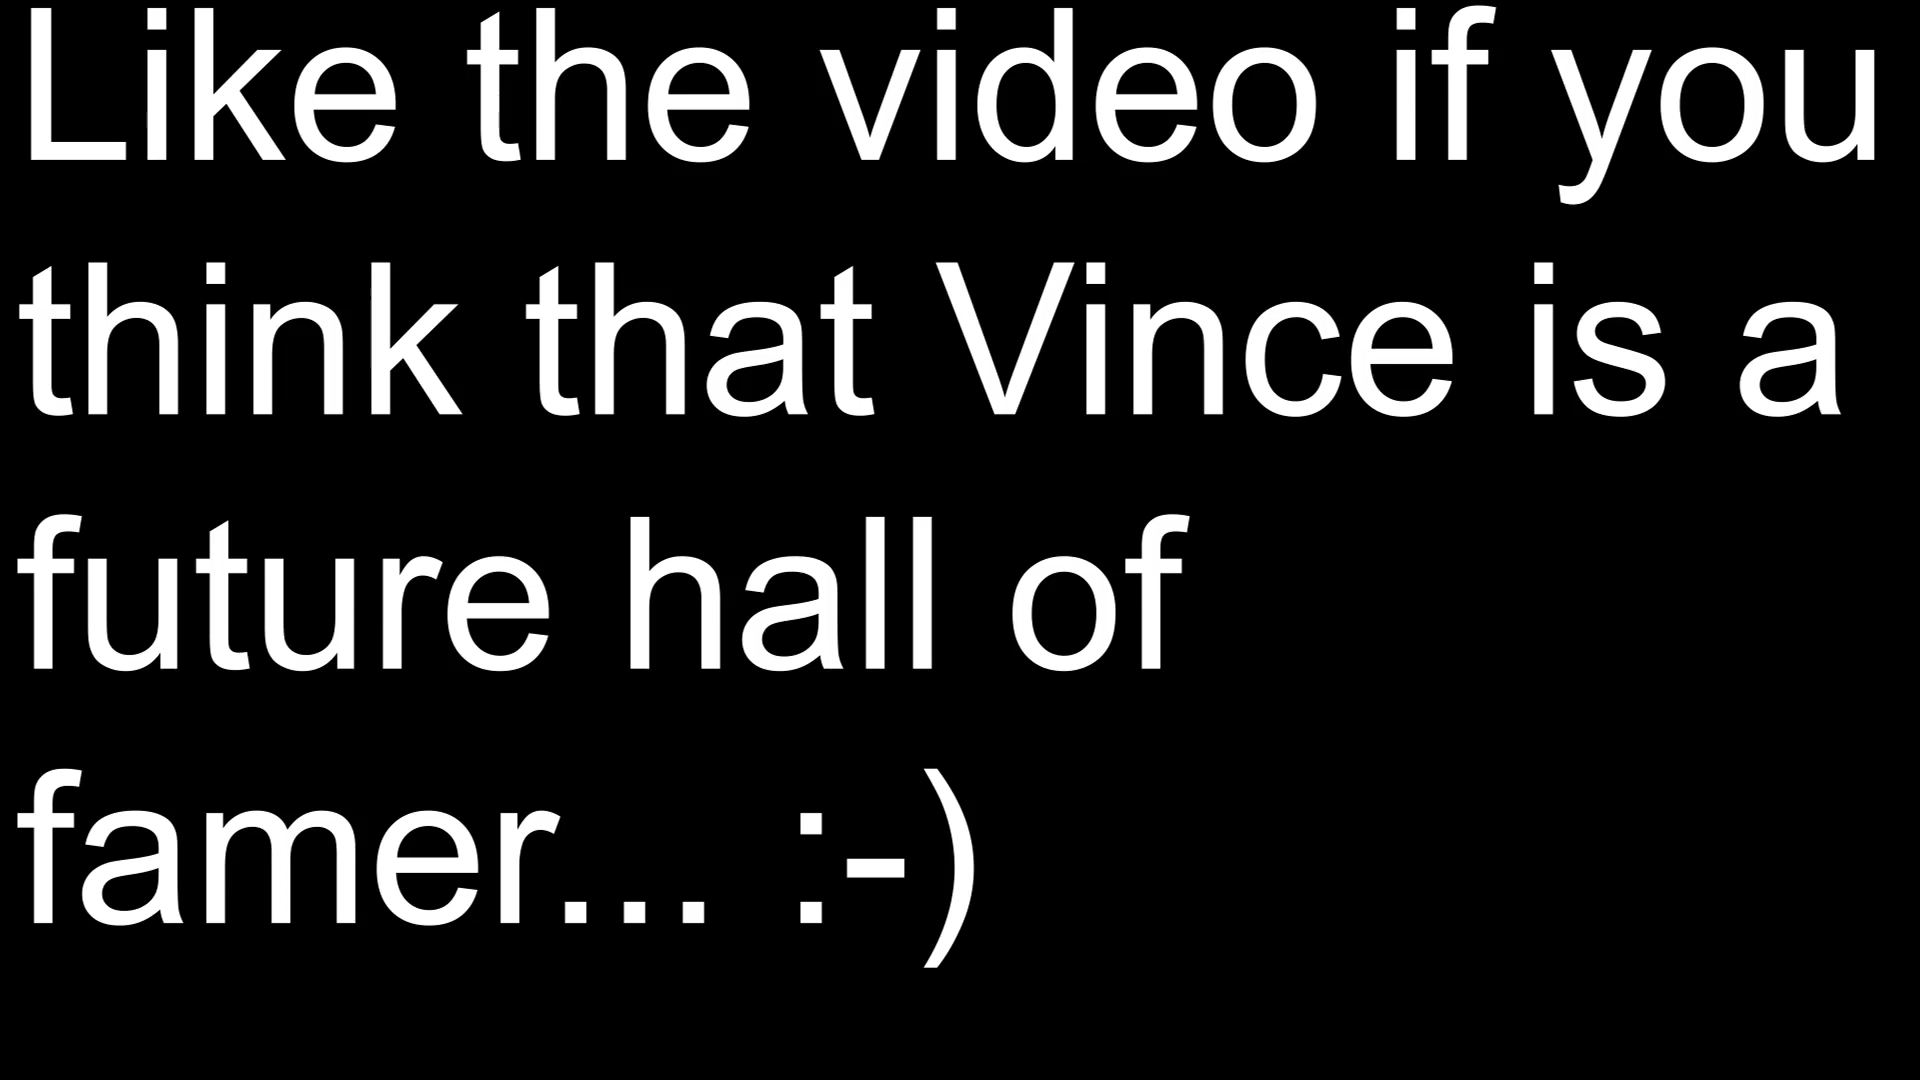 Like the video if you
think that Vince is a
future hall of
famer... :-)